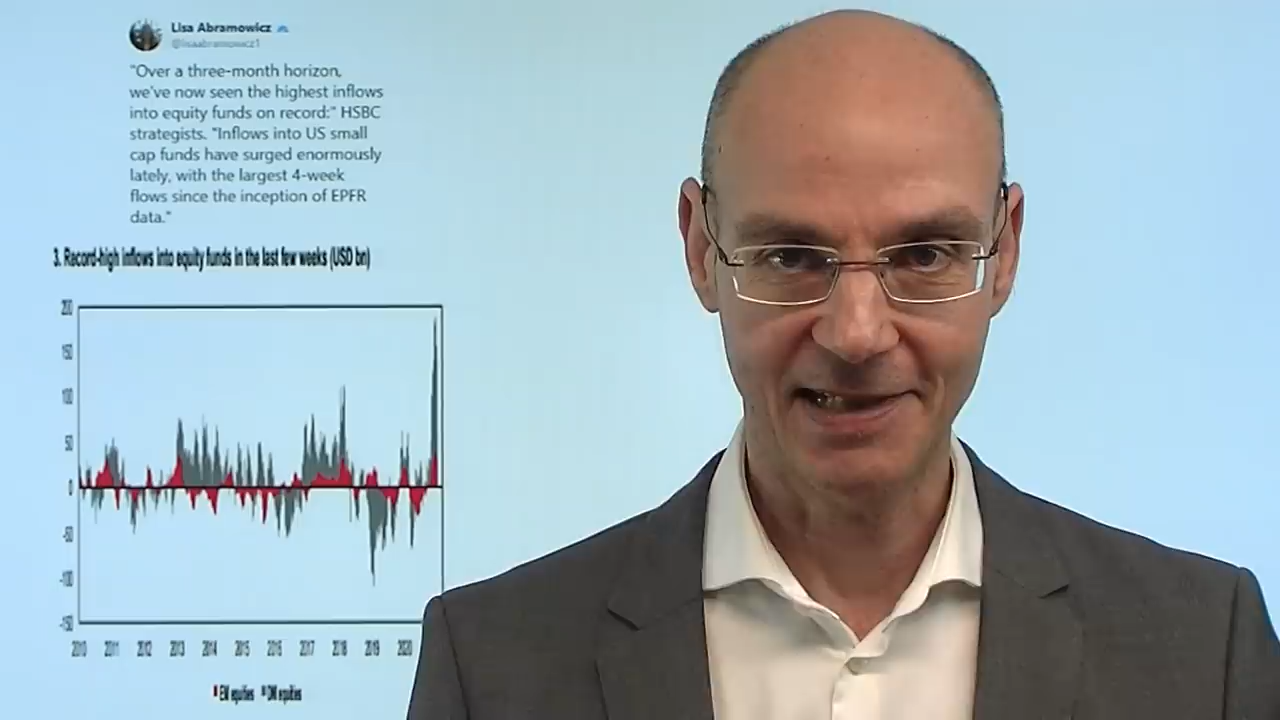 Lisa Abramowicz
@lisaabramowicz1
"Over a three-month horizon,
we've now seen the highest inflows
into equity funds on record:" HSBC
strategists. "Inflows into US small
cap funds have surged enormously
lately, with the largest 4-week
flows since the inception of EPFR
data."
3. Record-high inflows into equity funds in the last few weeks (USD bn)
200
150
100
50
0
-50
-100
-150
2010 2011 2012 2013 2014 2015 2016 2017 2018 2019 2020
EM equities DM equities